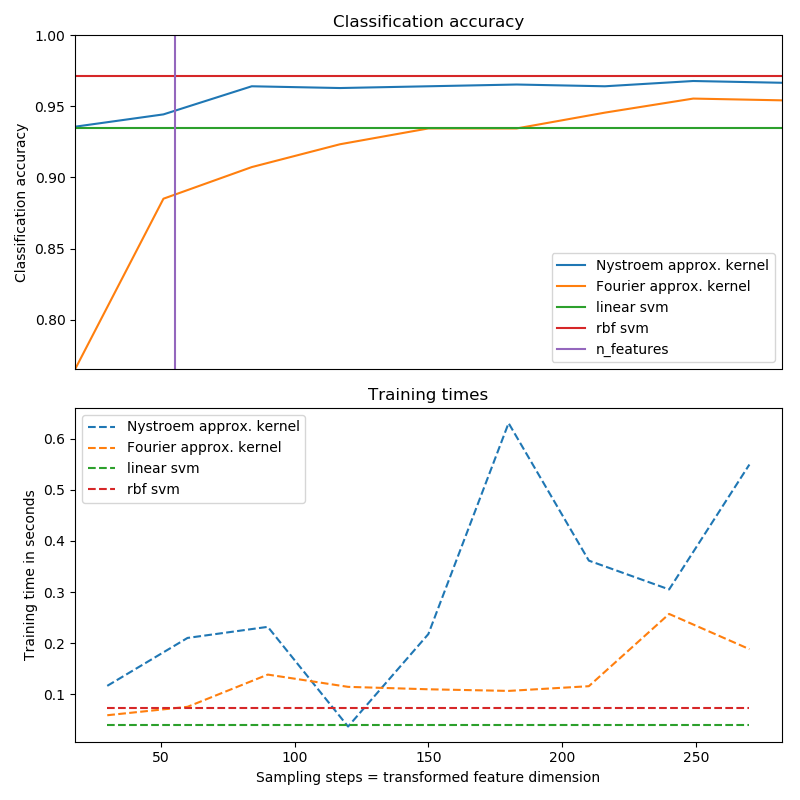 Classification accuracy
1.00
0.95
0.90
0.85
0.80
Classification accuracy
Nystroem approx. kernel
Fourier approx. kernel
linear svm
rbf svm
n_features
Training times
0.6
0.5
0.4
0.3
0.2
0.1
Training time in seconds
Nystroem approx. kernel
Fourier approx. kernel
linear svm
rbf svm
50 100 150 200 250
Sampling steps = transformed feature dimension